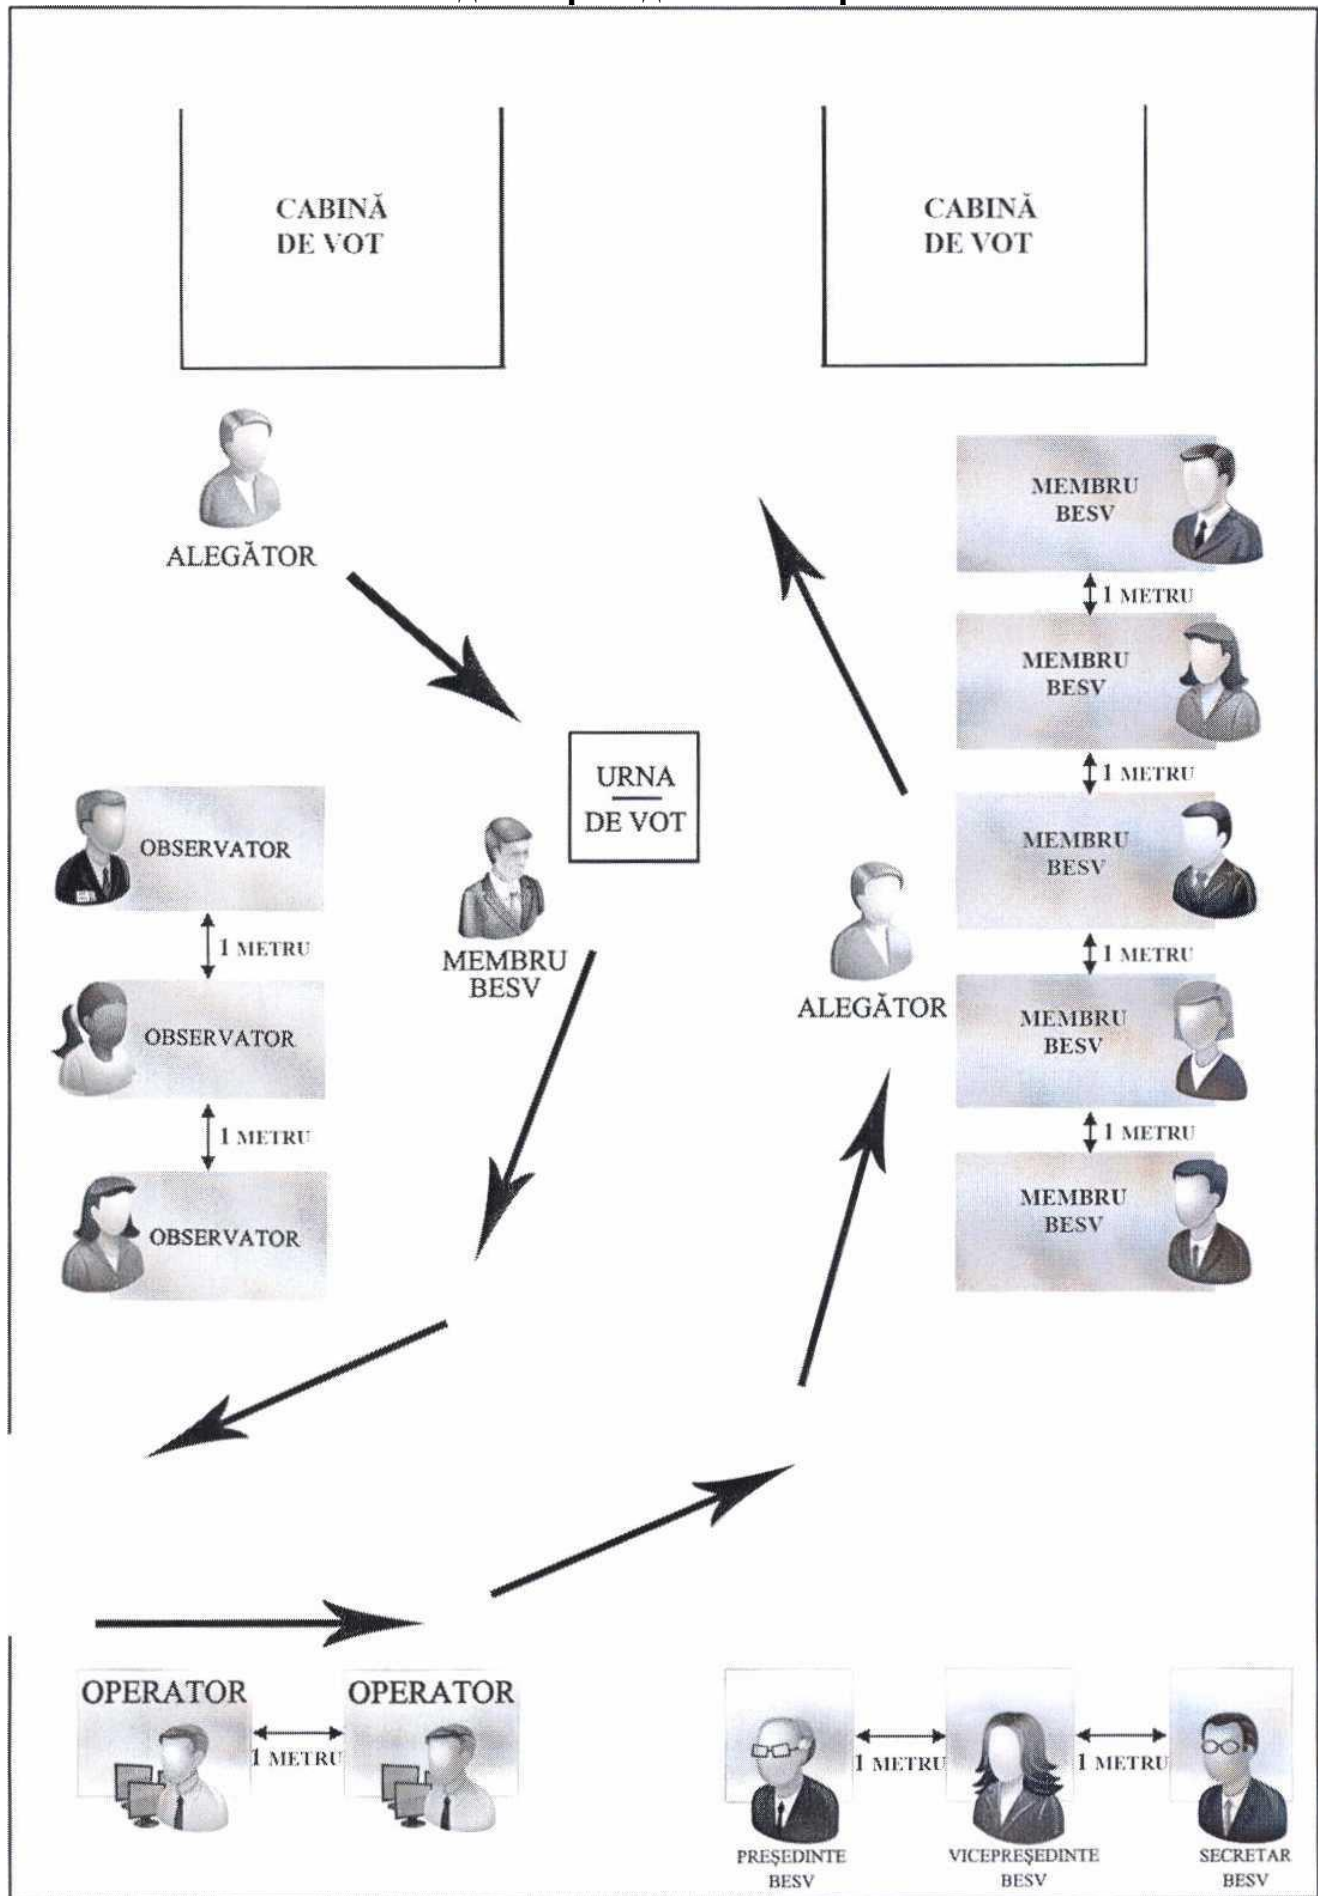 CABINĂ
DE VOT
CABINĂ
DE VOT
ALEGĂTOR
MEMBRU
BESV
1 METRU
MEMBRU
BESV
1 METRU
URNA
DE VOT
MEMBRU
BESV
OBSERVATOR
1 METRU
MEMBRU
BESV
1 METRU
ALEGĂTOR
OBSERVATOR
MEMBRU
BESV
1 METRU
1 METRU
OBSERVATOR
MEMBRU
BESV
OPERATOR
OPERATOR
1 METRU
1 METRU
1 METRU
PREŞEDINTE
BESV
VICEPREŞEDINTE
BESV
SECRETAR
BESV